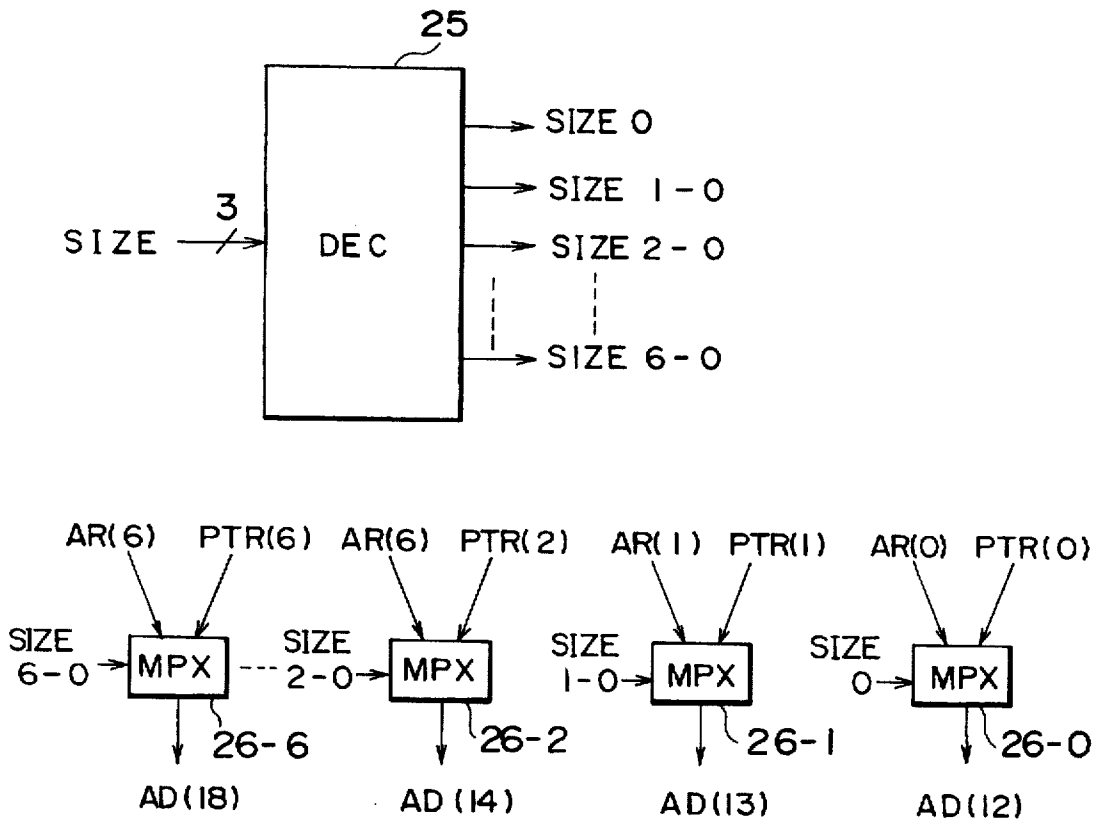 25
SIZE 0
SIZE 1-0
3
SIZE
DEC
SIZE 2-0
SIZE 6-0
AR(6) PTR(6) AR(6) PTR(2) AR(1) PTR(1) AR(0) PTR(0)
SIZE 6-0 MPX SIZE 2-0 MPX SIZE 1-0 MPX SIZE 0 MPX
26-6 26-2 26-1 26-0
AD(18) AD(14) AD(13) AD(12)